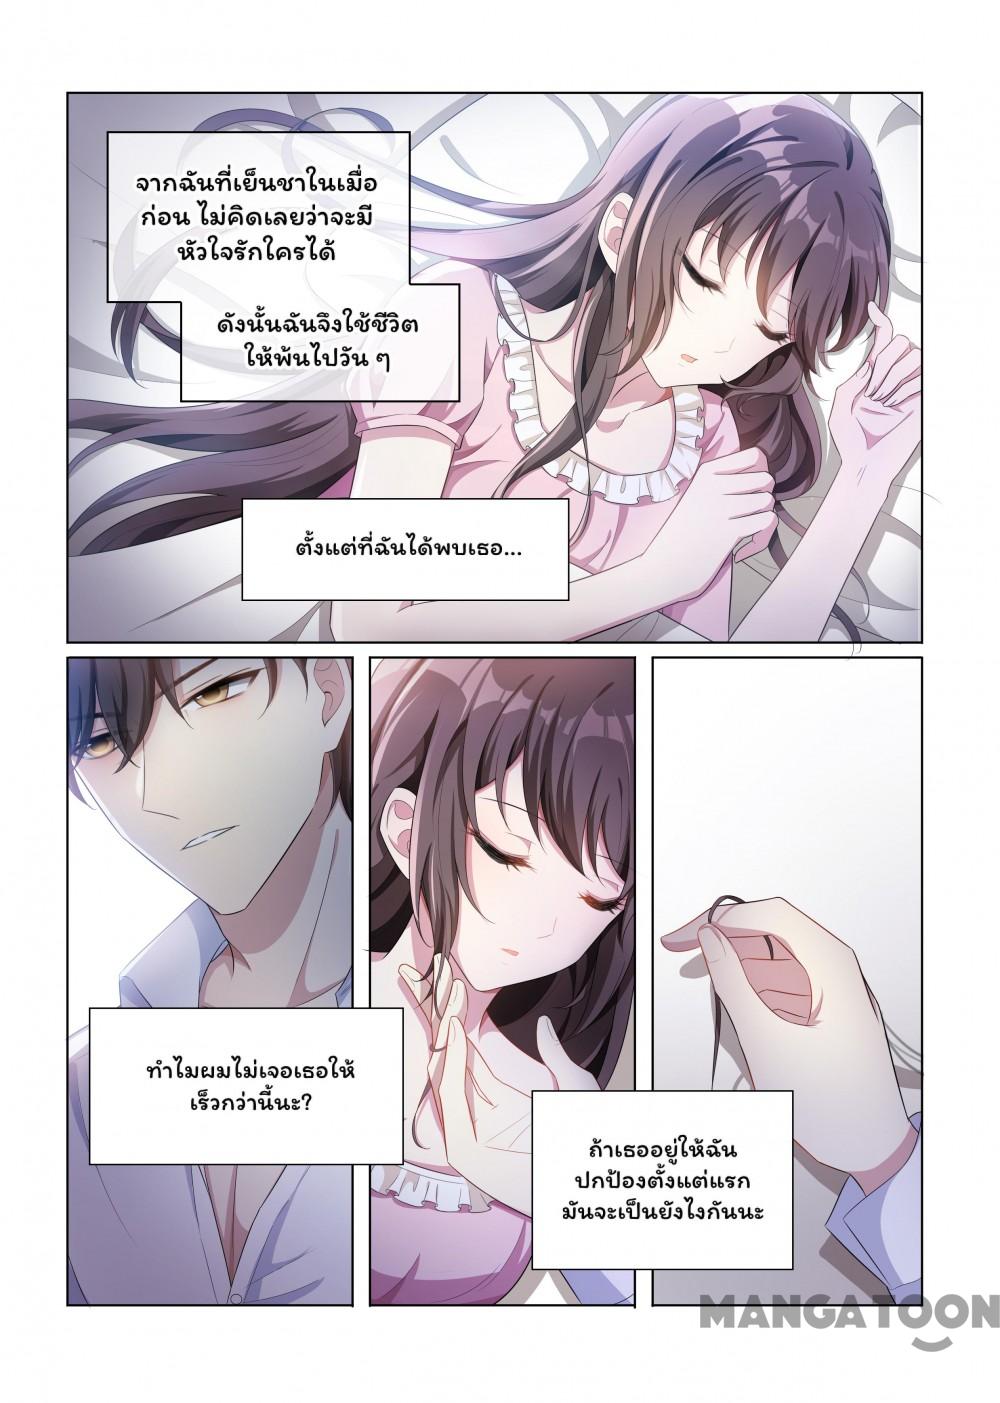 จากฉันที่เย็นชาในเมื่อ
ก่อน ไม่คิดเลยว่าจะมี
หัวใจรักใครได้
ดังนั้นฉันจึงใช้ชีวิต
ให้พ้นไปวัน ๆ
ตั้งแต่ที่ฉันได้พบเธอ...
ทำไมผมไม่เจอเธอให้
เร็วกว่านี้นะ?
ถ้าเธออยู่ให้ฉัน
ปกป้องตั้งแต่แรก
มันจะเป็นยังไงกันนะ
MANGATOON